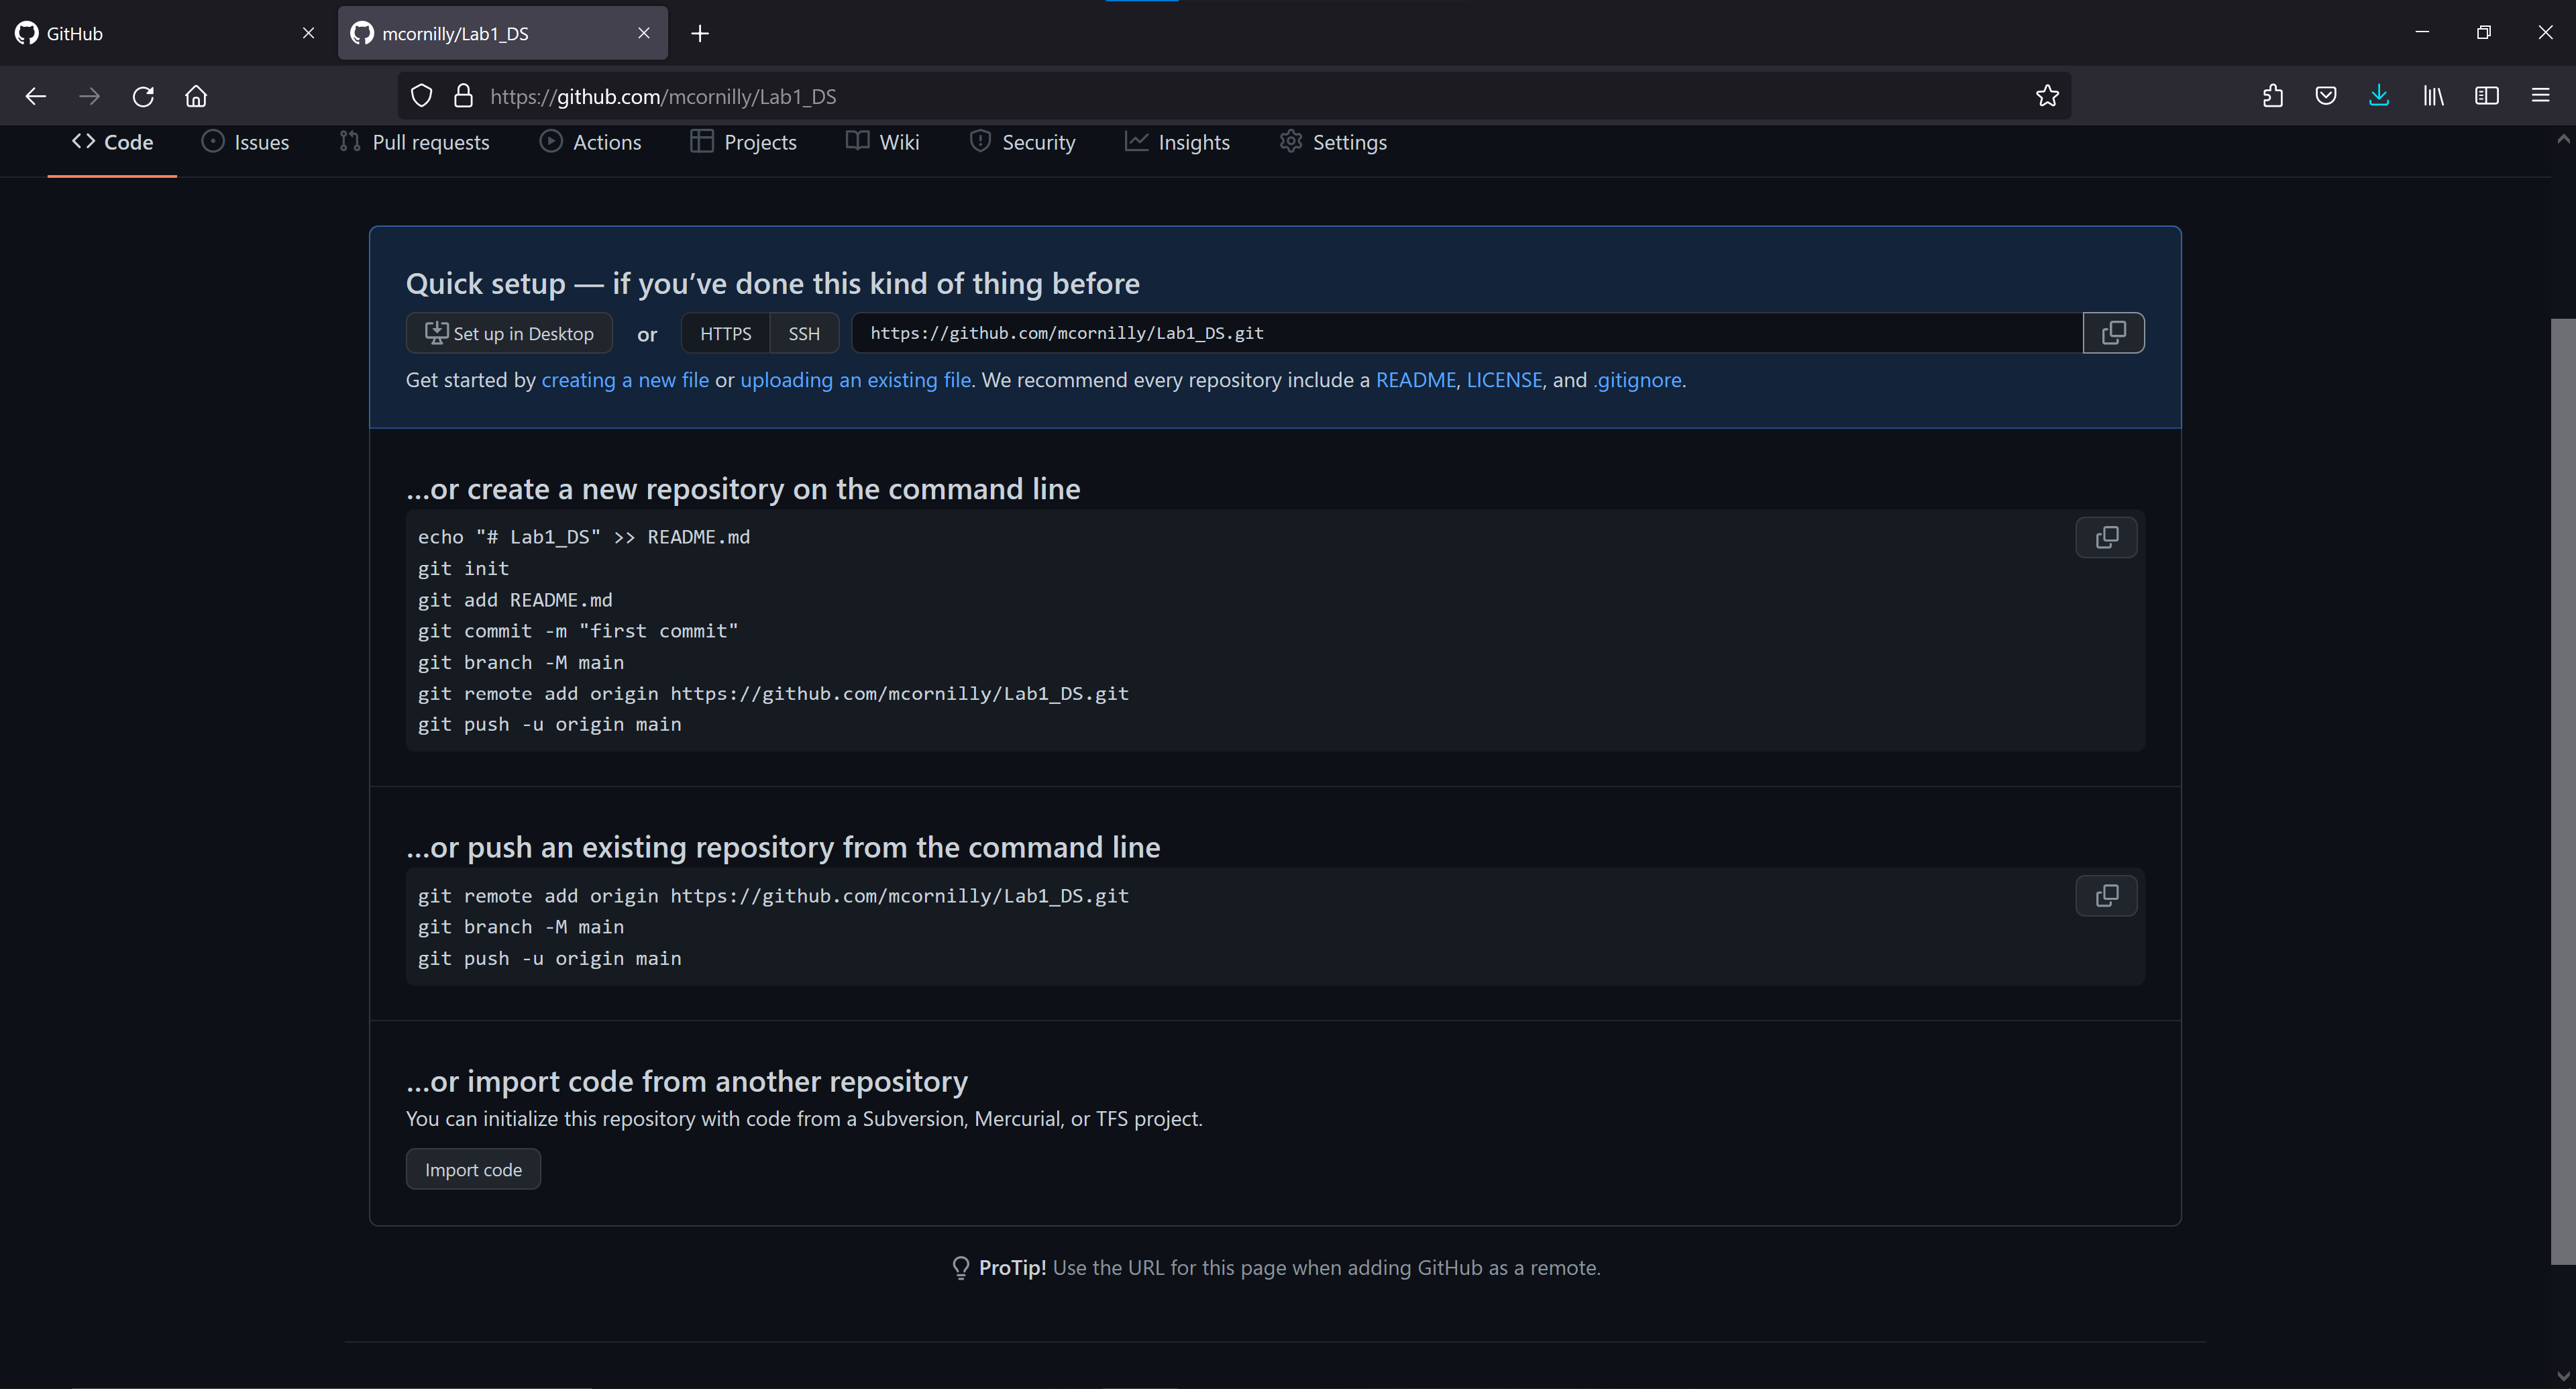 GitHub
mcornilly/Lab1_DS
https://github.com/mcornilly/Lab1_DS
Code Issues Pull requests Actions Projects Wiki Security Insights Settings
Quick setup — if you’ve done this kind of thing before
Set up in Desktop or HTTPS SSH https://github.com/mcornilly/Lab1_DS.git
Get started by creating a new file or uploading an existing file. We recommend every repository include a README, LICENSE, and .gitignore.
…or create a new repository on the command line
echo "# Lab1_DS" >> README.md
git init
git add README.md
git commit -m "first commit"
git branch -M main
git remote add origin https://github.com/mcornilly/Lab1_DS.git
git push -u origin main
…or push an existing repository from the command line
git remote add origin https://github.com/mcornilly/Lab1_DS.git
git branch -M main
git push -u origin main
…or import code from another repository
You can initialize this repository with code from a Subversion, Mercurial, or TFS project.
Import code
ProTip! Use the URL for this page when adding GitHub as a remote.